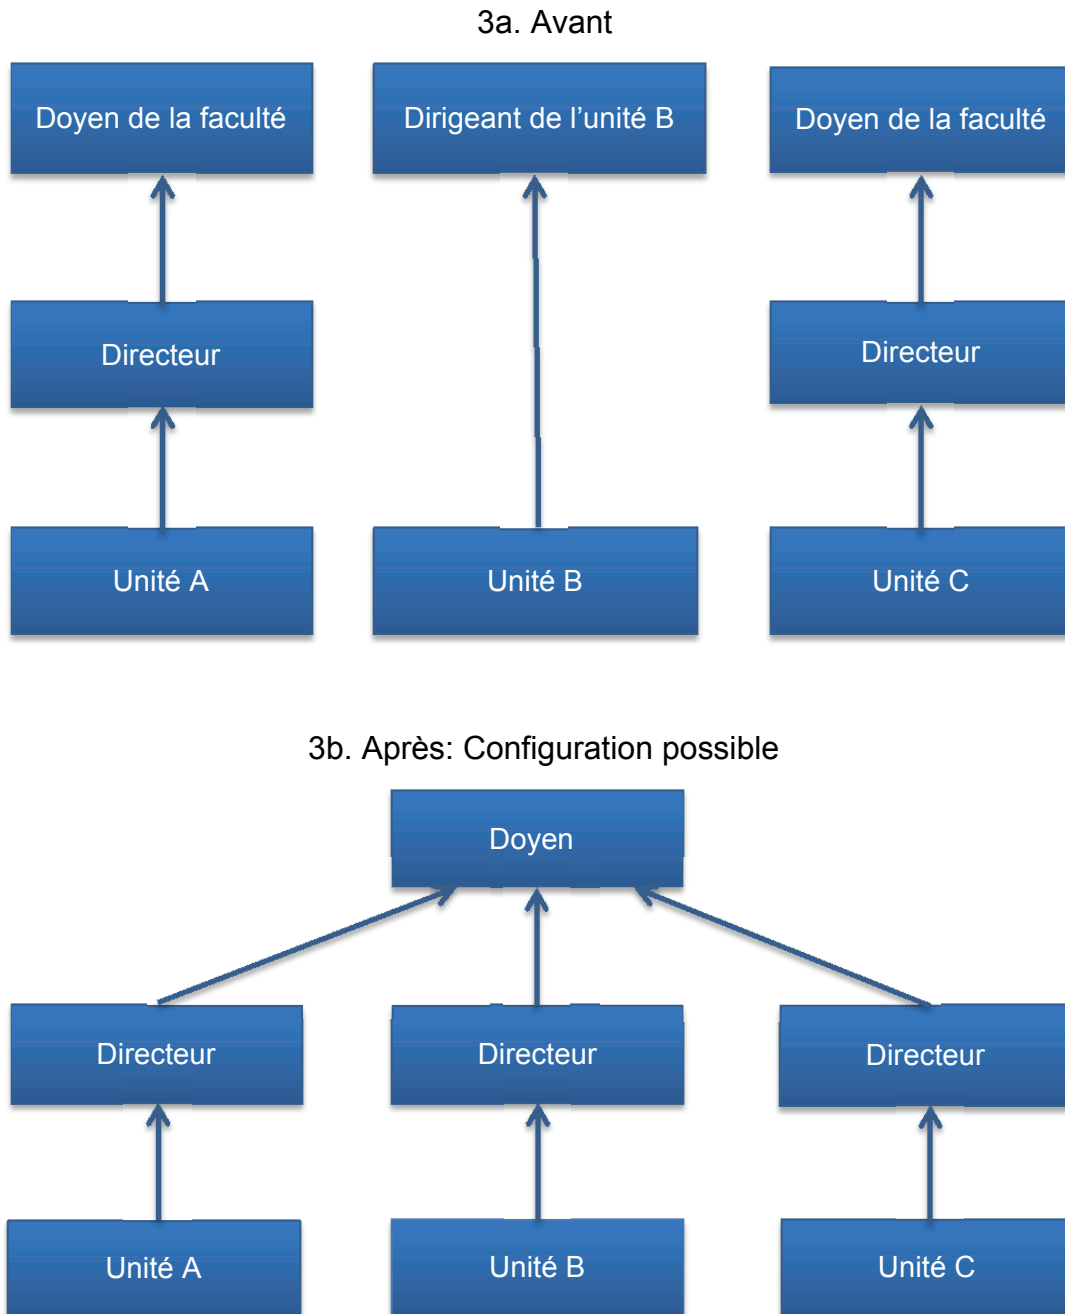 3a. Avant
Doyen de la faculté
Dirigeant de l’unité B
Doyen de la faculté
Directeur
Directeur
Unité A
Unité B
Unité C
3b. Après: Configuration possible
Doyen
Directeur
Directeur
Directeur
Unité A
Unité B
Unité C